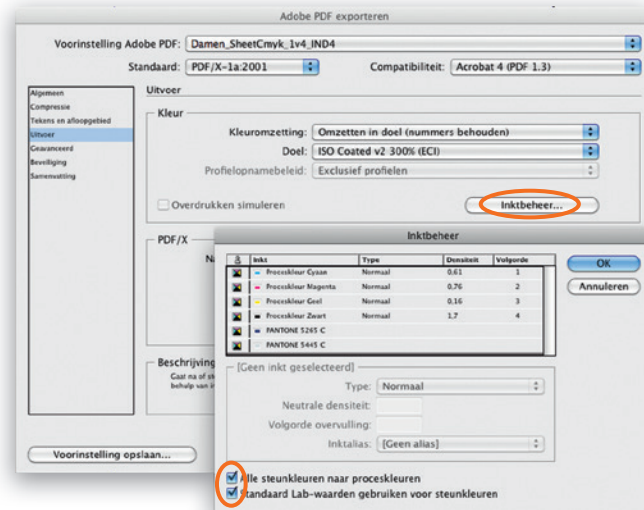 Adobe PDF exporteren
Voorinstelling Adobe PDF: Damen_SheetCmyk_1v4_IND4
Standaard: PDF/X-1a:2001 Compatibiliteit: Acrobat 4 (PDF 1.3)
Algemeen
Compressie
Tekens en afloopgebied
Uitvoer
Geavanceerd
Beveiliging
Samenvatting
Uitvoer
Kleur
Kleuromzetting: Omzetten in doel (nummers behouden)
Doel: ISO Coated v2 300% (ECI)
Profielopnamebeleid: Exclusief profielen
Overdrukken simuleren
Inktbeheer...
PDF/X
Beschrijving
Gaat na of
behulp van
Voorinstelling opslaan...
Inktbeheer
Inkt Type Densiteit Volgorde
Proceskleur Cyaan Normaal 0,61 1
Proceskleur Magenta Normaal 0,76 2
Proceskleur Geel Normaal 0,16 3
Proceskleur Zwart Normaal 1,7 4
PANTONE 5265 C
PANTONE 5445 C
OK
Annuleren
[Geen inkt geselecteerd]
Type: Normaal
Neutrale densiteit:
Volgorde overvulling:
Inktalias: [Geen alias]
Alle steunkleuren naar proceskleuren
Standaard Lab-waarden gebruiken voor steunkleuren